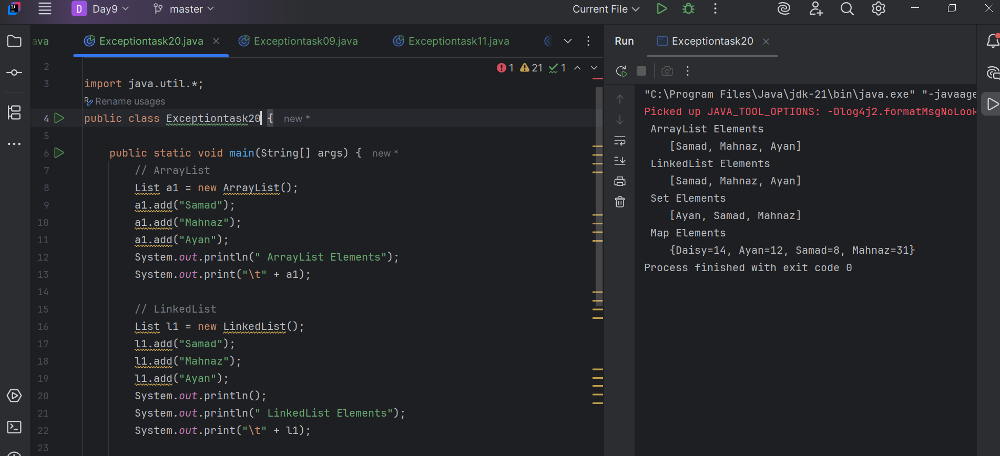 D Day9 master Current File
ava Exceptiontask20.java Exceptiontask09.java Exceptiontask11.java
Run Exceptiontask20
1 21 1
2
3 import java.util.*;
Rename usages
4 public class Exceptiontask20 { new *
5
6 public static void main(String[] args) { new *
7 // ArrayList
8 List a1 = new ArrayList();
9 a1.add("Samad");
10 a1.add("Mahnaz");
11 a1.add("Ayan");
12 System.out.println(" ArrayList Elements");
13 System.out.print("\t" + a1);
14
15 // LinkedList
16 List l1 = new LinkedList();
17 l1.add("Samad");
18 l1.add("Mahnaz");
19 l1.add("Ayan");
20 System.out.println();
21 System.out.println(" LinkedList Elements");
22 System.out.print("\t" + l1);
23
"C:\Program Files\Java\jdk-21\bin\java.exe" "-javaage
Picked up JAVA_TOOL_OPTIONS: -Dlog4j2.formatMsgNoLook
ArrayList Elements
[Samad, Mahnaz, Ayan]
LinkedList Elements
[Samad, Mahnaz, Ayan]
Set Elements
[Ayan, Samad, Mahnaz]
Map Elements
{Daisy=14, Ayan=12, Samad=8, Mahnaz=31}
Process finished with exit code 0